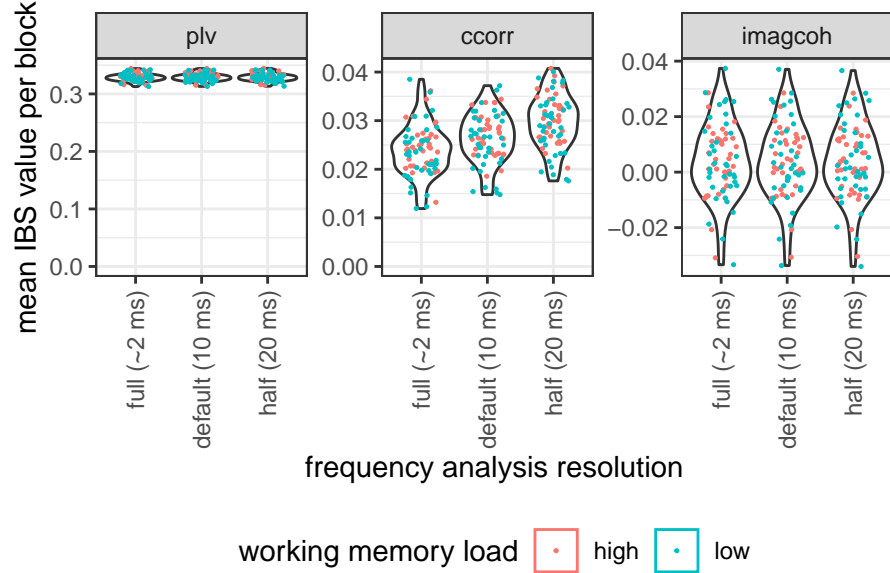 plv
ccorr
imagcoh
mean IBS value per block
0.3
0.2
0.1
0.0
0.04
0.03
0.02
0.01
0.00
0.04
0.02
0.00
−0.02
full (~2 ms)
default (10 ms)
half (20 ms)
full (~2 ms)
default (10 ms)
half (20 ms)
full (~2 ms)
default (10 ms)
half (20 ms)
frequency analysis resolution
working memory load high low